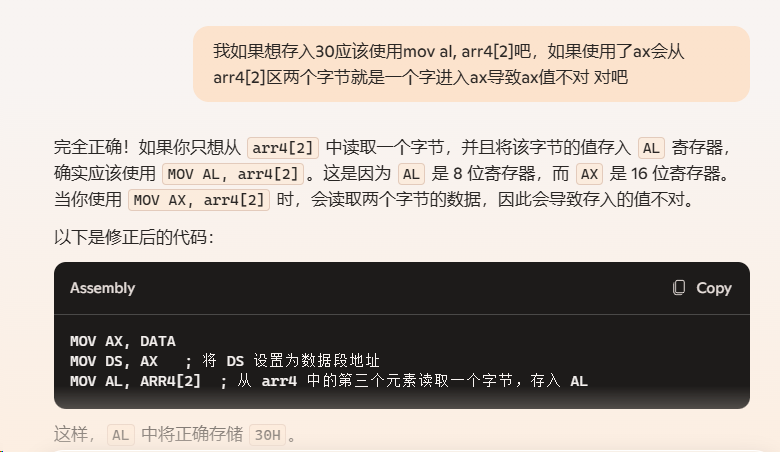 我如果想存入30应该使用mov al, arr4[2]吧，如果使用了ax会从
arr4[2]区两个字节就是一个字进入ax导致ax值不对 对吧
完全正确！如果你只想从 arr4[2] 中读取一个字节，并且将该字节的值存入 AL 寄存器，
确实应该使用 MOV AL, arr4[2] 。这是因为 AL 是 8 位寄存器，而 AX 是 16 位寄存器。
当你使用 MOV AX, arr4[2] 时，会读取两个字节的数据，因此会导致存入的值不对。
以下是修正后的代码：
Assembly Copy
MOV AX, DATA
MOV DS, AX   ; 将 DS 设置为数据段地址
MOV AL, ARR4[2]  ; 从 arr4 中的第三个元素读取一个字节，存入 AL
这样， AL 中将正确存储 30H 。